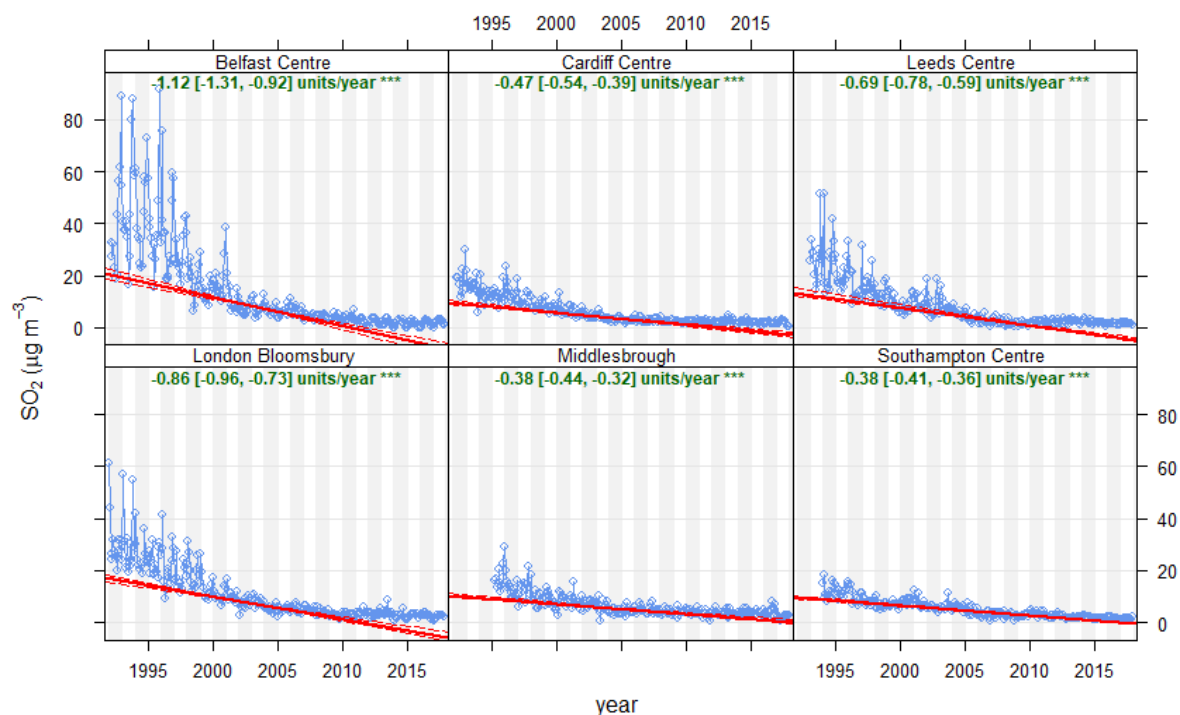 1995 2000 2005 2010 2015
Belfast Centre Cardiff Centre Leeds Centre
-1.12 [-1.31, -0.92] units/year *** -0.47 [-0.54, -0.39] units/year *** -0.69 [-0.78, -0.59] units/year ***
80
60
40
20
0
London Bloomsbury Middlesbrough Southampton Centre
-0.86 [-0.96, -0.73] units/year *** -0.38 [-0.44, -0.32] units/year *** -0.38 [-0.41, -0.36] units/year ***
80
60
40
20
0
SO₂ (μg m⁻³)
1995 2000 2005 2010 2015 1995 2000 2005 2010 2015
year